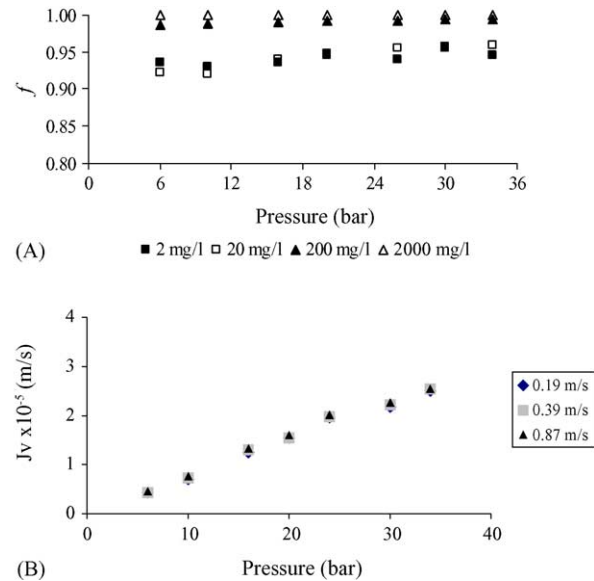 1.00
0.95
f
0.90
0.85
0.80
0 6 12 18 24 30 36
Pressure (bar)
(A) ■ 2 mg/l □ 20 mg/l ▲ 200 mg/l △ 2000 mg/l
4
3
Jv x10⁻⁵ (m/s)
2
1
0
0.19 m/s
0.39 m/s
0.87 m/s
0 10 20 30 40
(B) Pressure (bar)